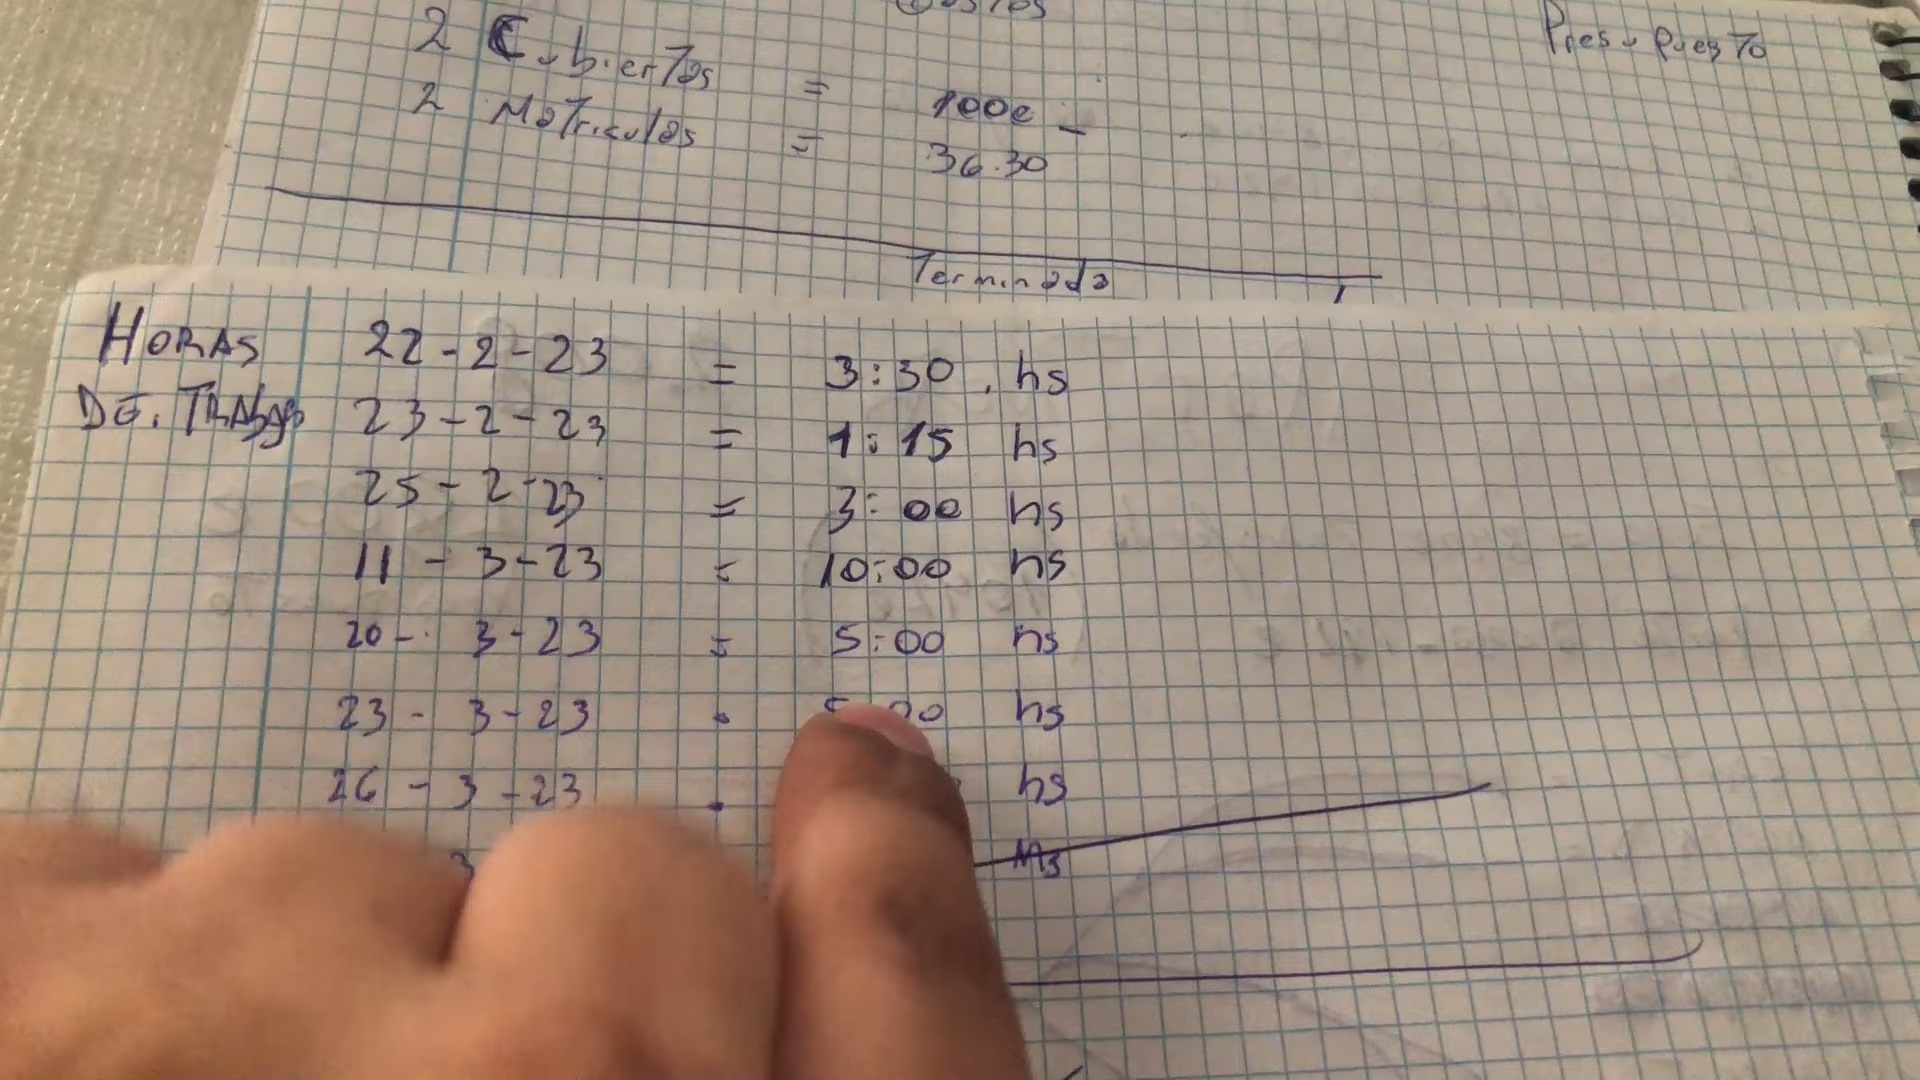 2 Cubiertas = 100e -
2 Matriculas = 36.30
Presupuesto
Terminada
HORAS 22-2-23 = 3:30. hs
DE. TRAbajo 23-2-23 = 1:15 hs
25-2-23 = 3:00 hs
11-3-23 = 10:00 hs
20-3-23 = 5:00 hs
23-3-23 hs
26-3-23 hs
3